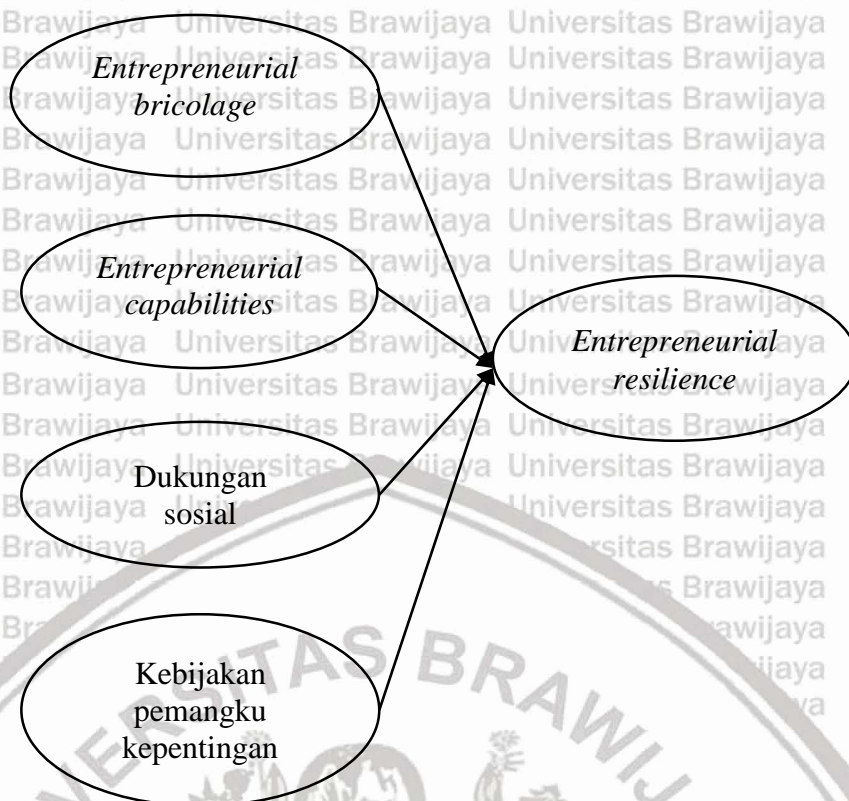 Entrepreneurial
bricolage
Entrepreneurial
capabilities
Entrepreneurial
resilience
Dukungan
sosial
Kebijakan
pemangku
kepentingan